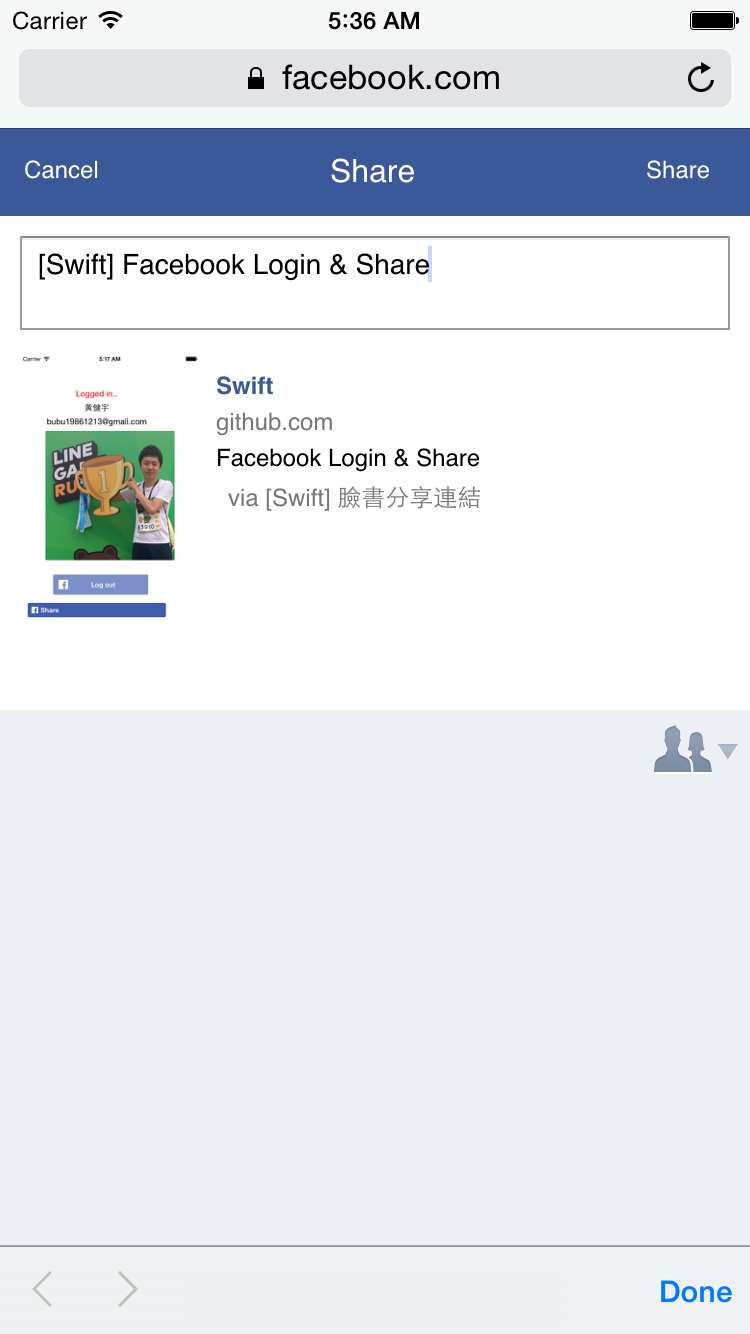 Carrier 5:36 AM
facebook.com
Cancel Share Share
[Swift] Facebook Login & Share
Carrier 5:17 AM
Logged in..
黃健宇
bubu19861213@gmail.com
LINE
GA
RU
1
13910
Log out
Share
Swift
github.com
Facebook Login & Share
via [Swift] 臉書分享連結
Done